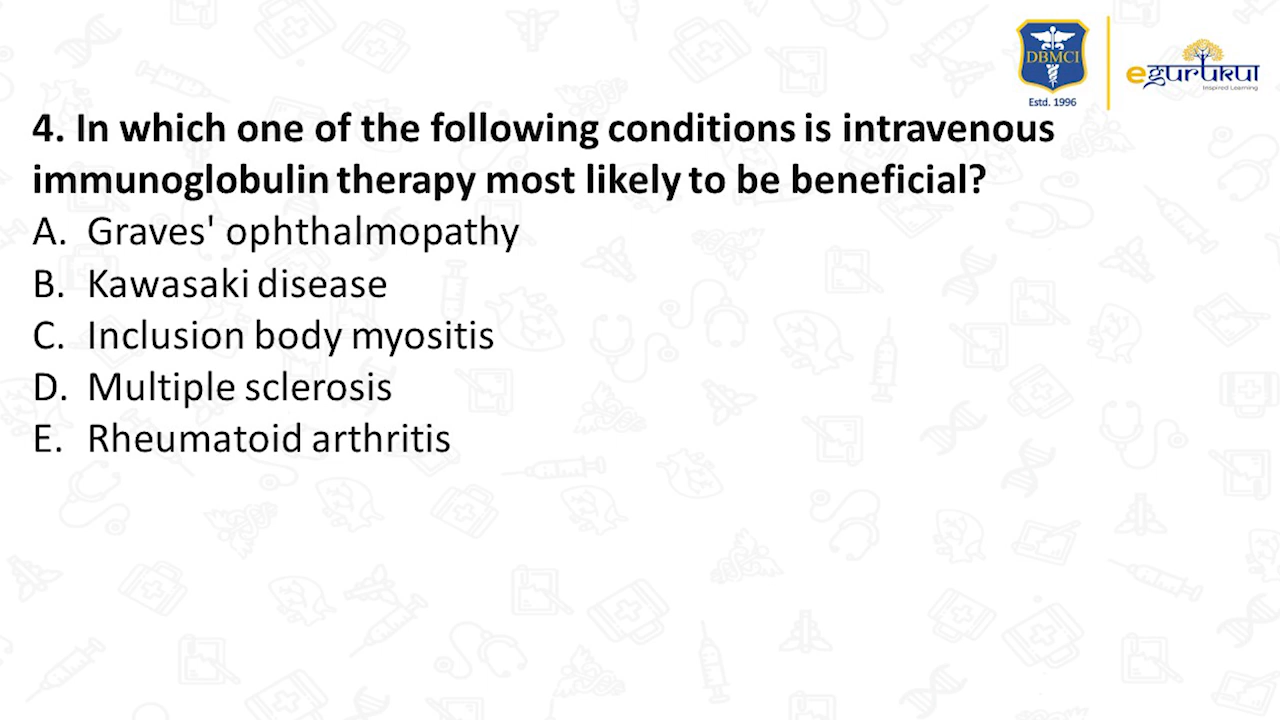 DBMCI
Estd. 1996
egurukul
Inspired Learning
4. In which one of the following conditions is intravenous
immunoglobulin therapy most likely to be beneficial?
A. Graves' ophthalmopathy
B. Kawasaki disease
C. Inclusion body myositis
D. Multiple sclerosis
E. Rheumatoid arthritis